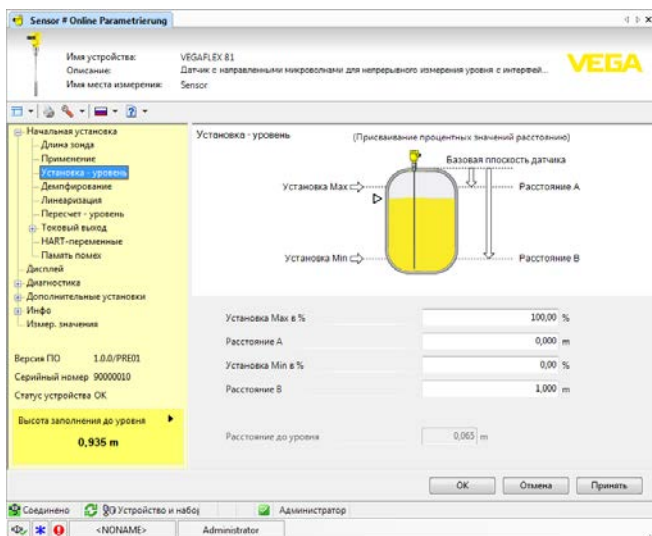 Sensor # Online Parametrierung
Имя устройства: VEGAFLEX 81
Описание: Датчик с направленными микроволнами для непрерывного измерения уровня с интерфей...
Имя места измерения: Sensor
VEGA
Начальная установка
Длина зонда
Применение
Установка - уровень
Демпфирование
Линеаризация
Пересчет - уровень
Токовый выход
HART-переменные
Память помех
Дисплей
Диагностика
Дополнительные установки
Инфо
Измер. значения
Версия ПО 1.0.0/PRE01
Серийный номер 90000010
Статус устройства OK
Высота заполнения до уровня
0,935 m
Установка - уровень (Присваивание процентных значений расстоянию)
Базовая плоскость датчика
Установка Max Расстояние A
Установка Min Расстояние B
Установка Max в % 100,00 %
Расстояние A 0,000 m
Установка Min в % 0,00 %
Расстояние B 1,000 m
Расстояние до уровня 0,065 m
OK Отмена Принять
Соединено Устройство и набој Администратор
<NONAME> Administrator